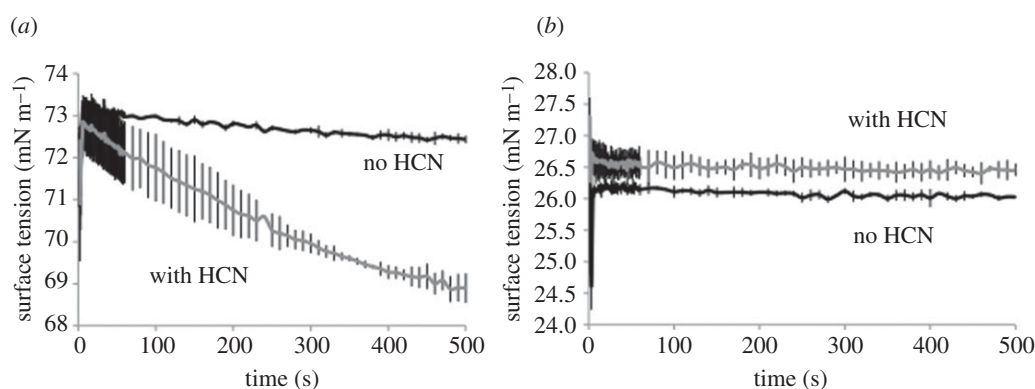 (a)
surface tension (mN m⁻¹)
74
73
72
71
70
69
68
0
100
200
300
400
500
time (s)
no HCN
with HCN
(b)
surface tension (mN m⁻¹)
28.0
27.5
27.0
26.5
26.0
25.5
25.0
24.5
24.0
0
100
200
300
400
500
time (s)
with HCN
no HCN